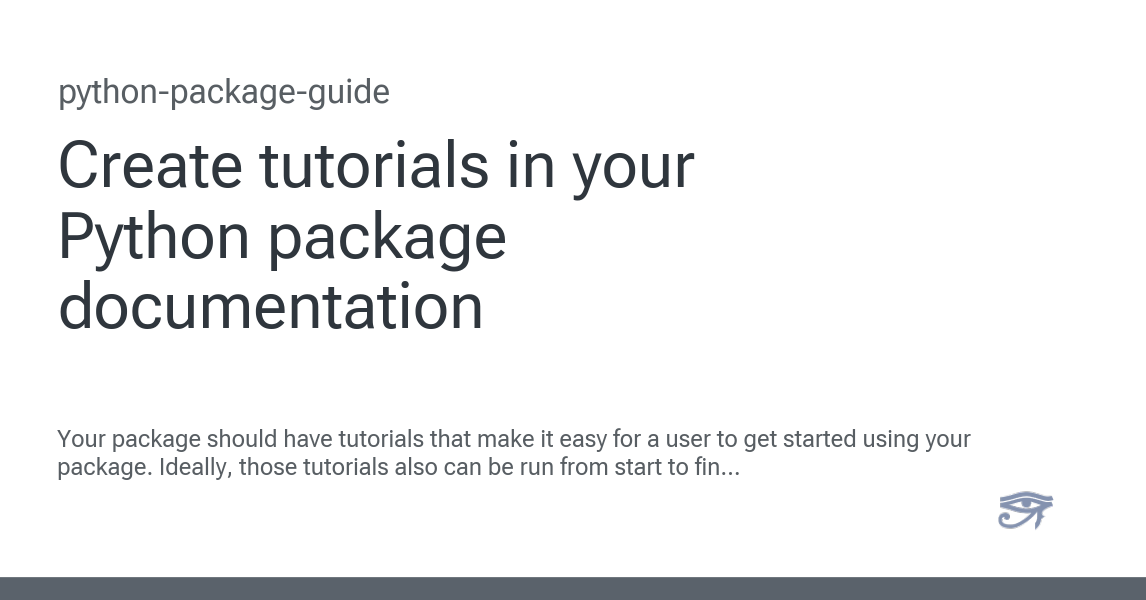 python-package-guide
Create tutorials in your
Python package
documentation
Your package should have tutorials that make it easy for a user to get started using your
package. Ideally, those tutorials also can be run from start to fin...